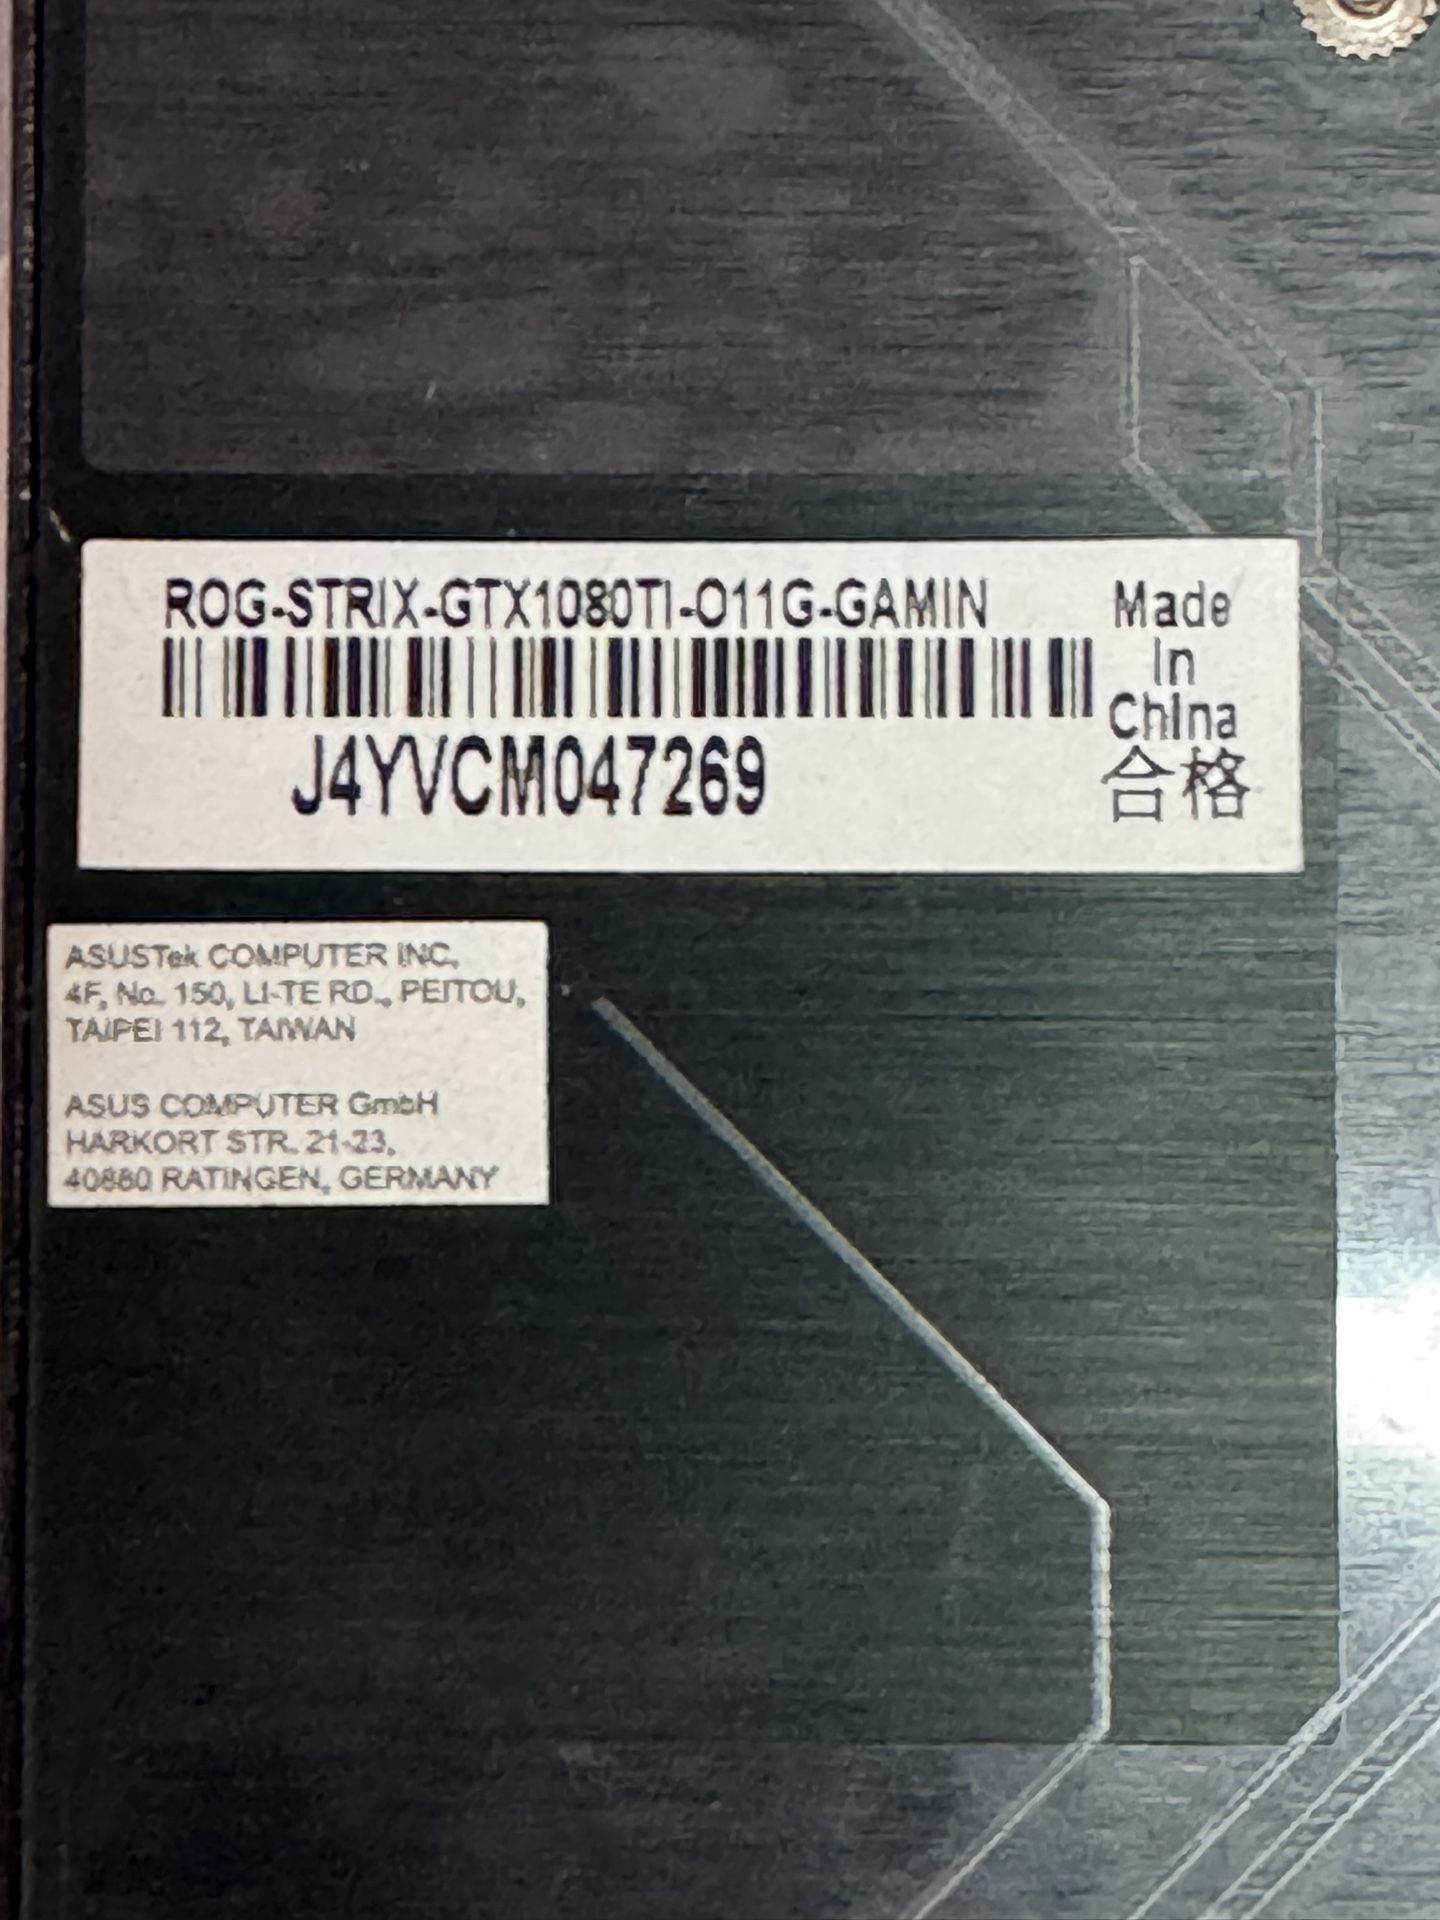 ROG-STRIX-GTX1080TI-O11G-GAMIN
J4YVCM047269
Made
In
China
合格
ASUSTek COMPUTER INC.
4F, No. 150, LI-TE RD., PEITOU,
TAIPEI 112, TAIWAN
ASUS COMPUTER GmbH
HARKORT STR. 21-23,
40880 RATINGEN, GERMANY